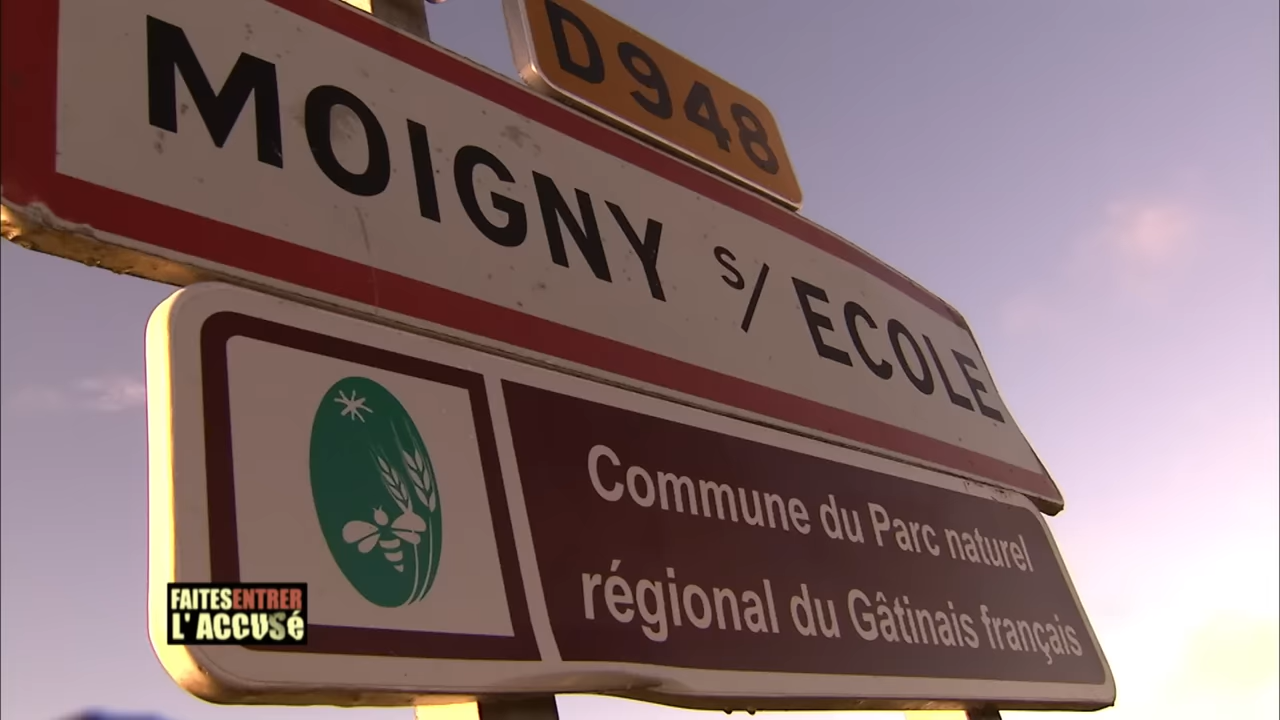 D948
MOIGNY s/ ECOLE
Commune du Parc naturel
régional du Gâtinais français
FAITES ENTRER
L'ACCUSé